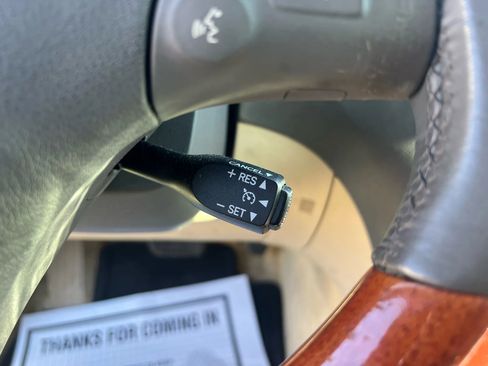 CANCEL▼
+ RES ▲
◀
− SET ▼
THANKS FOR COMING IN